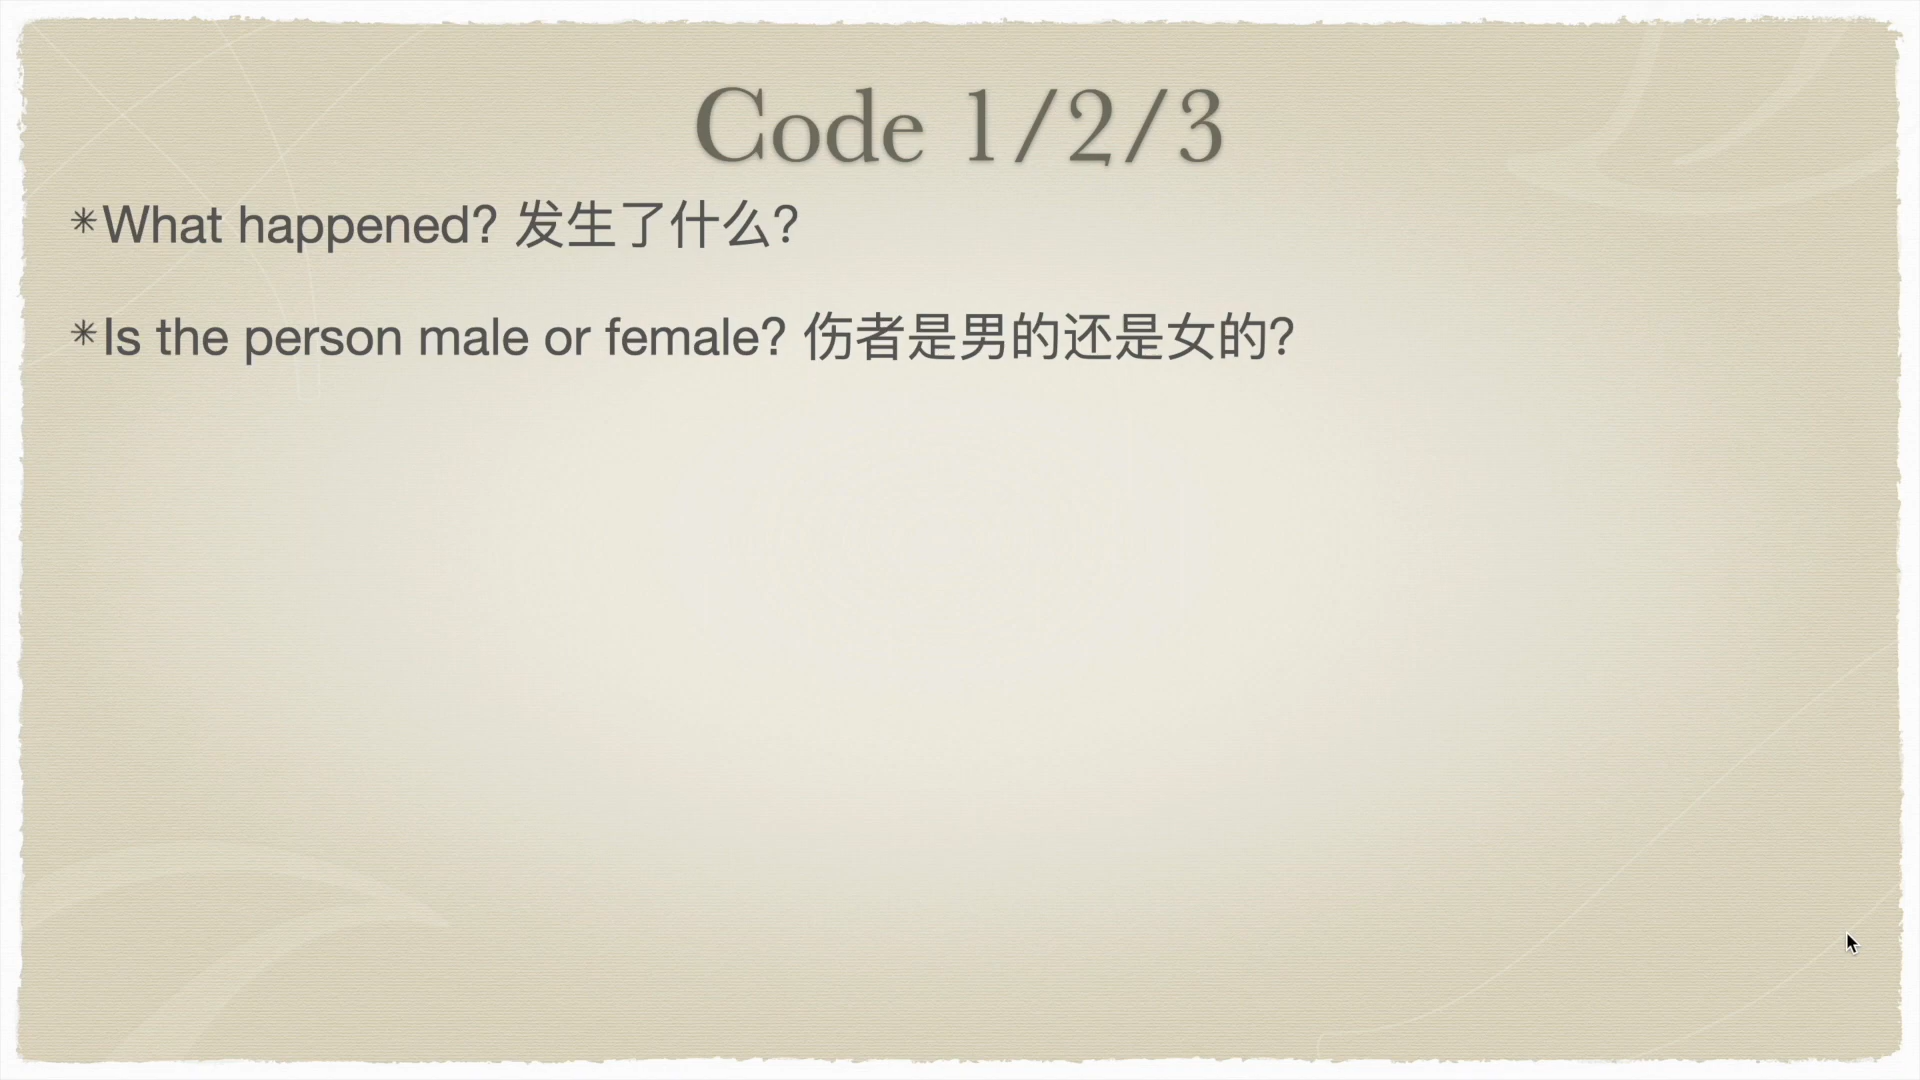 Code 1/2/3
✳What happened? 发生了什么?
✳Is the person male or female? 伤者是男的还是女的?